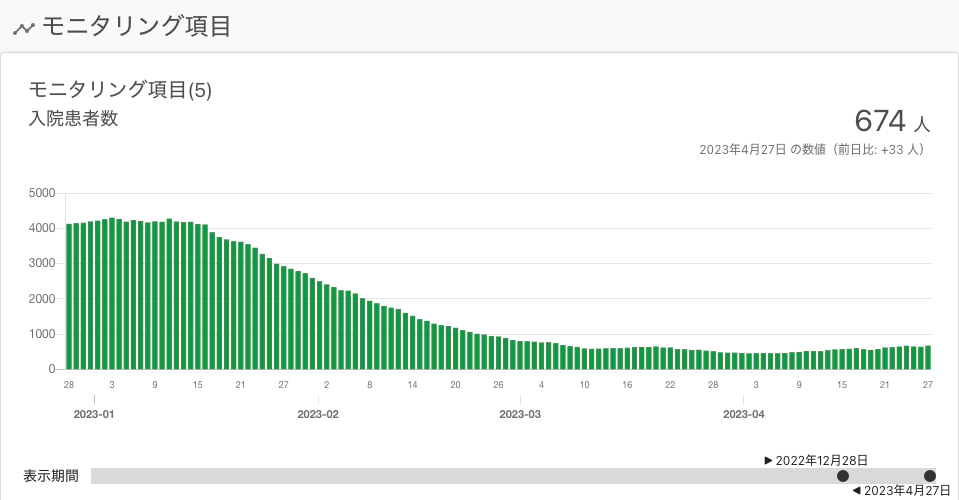 モニタリング項目
モニタリング項目(5)
入院患者数
674 人
2023年4月27日 の数値（前日比: +33 人）
5000
4000
3000
2000
1000
0
28 3 9 15 21 27 2 8 14 20 26 4 10 16 22 28 3 9 15 21 27
2023-01 2023-02 2023-03 2023-04
2022年12月28日
表示期間
2023年4月27日